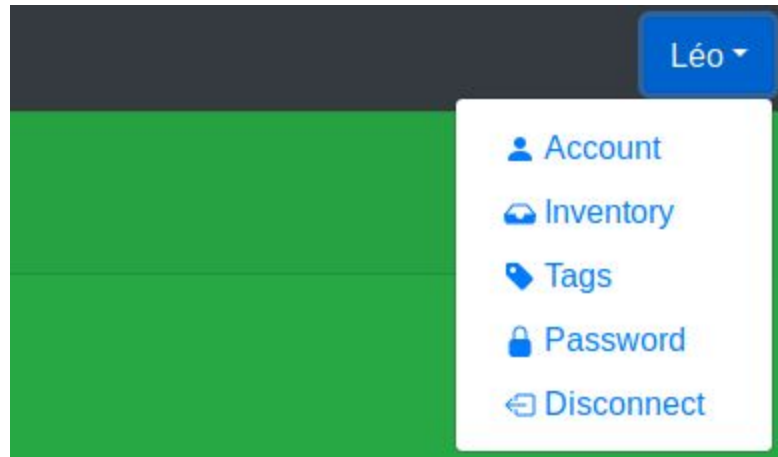 Léo
Account
Inventory
Tags
Password
Disconnect